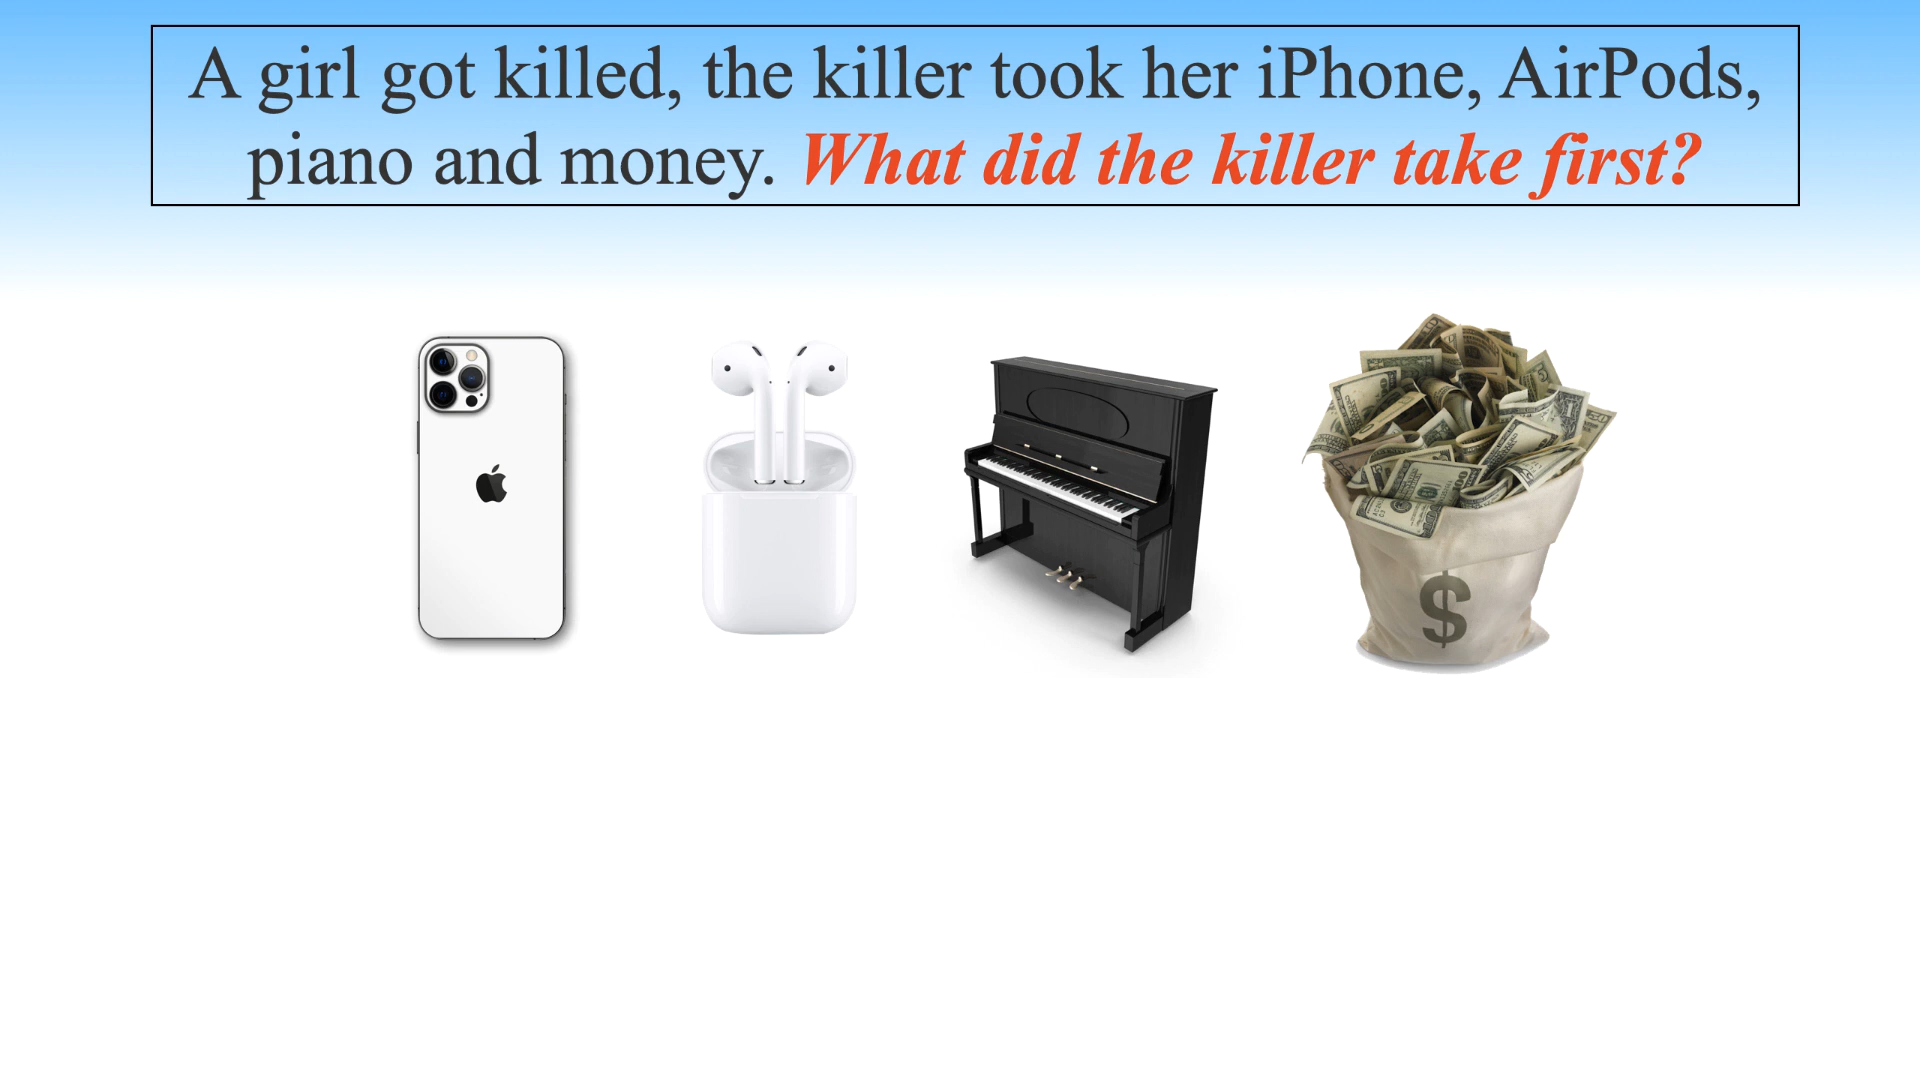 A girl got killed, the killer took her iPhone, AirPods,
piano and money. What did the killer take first?
$